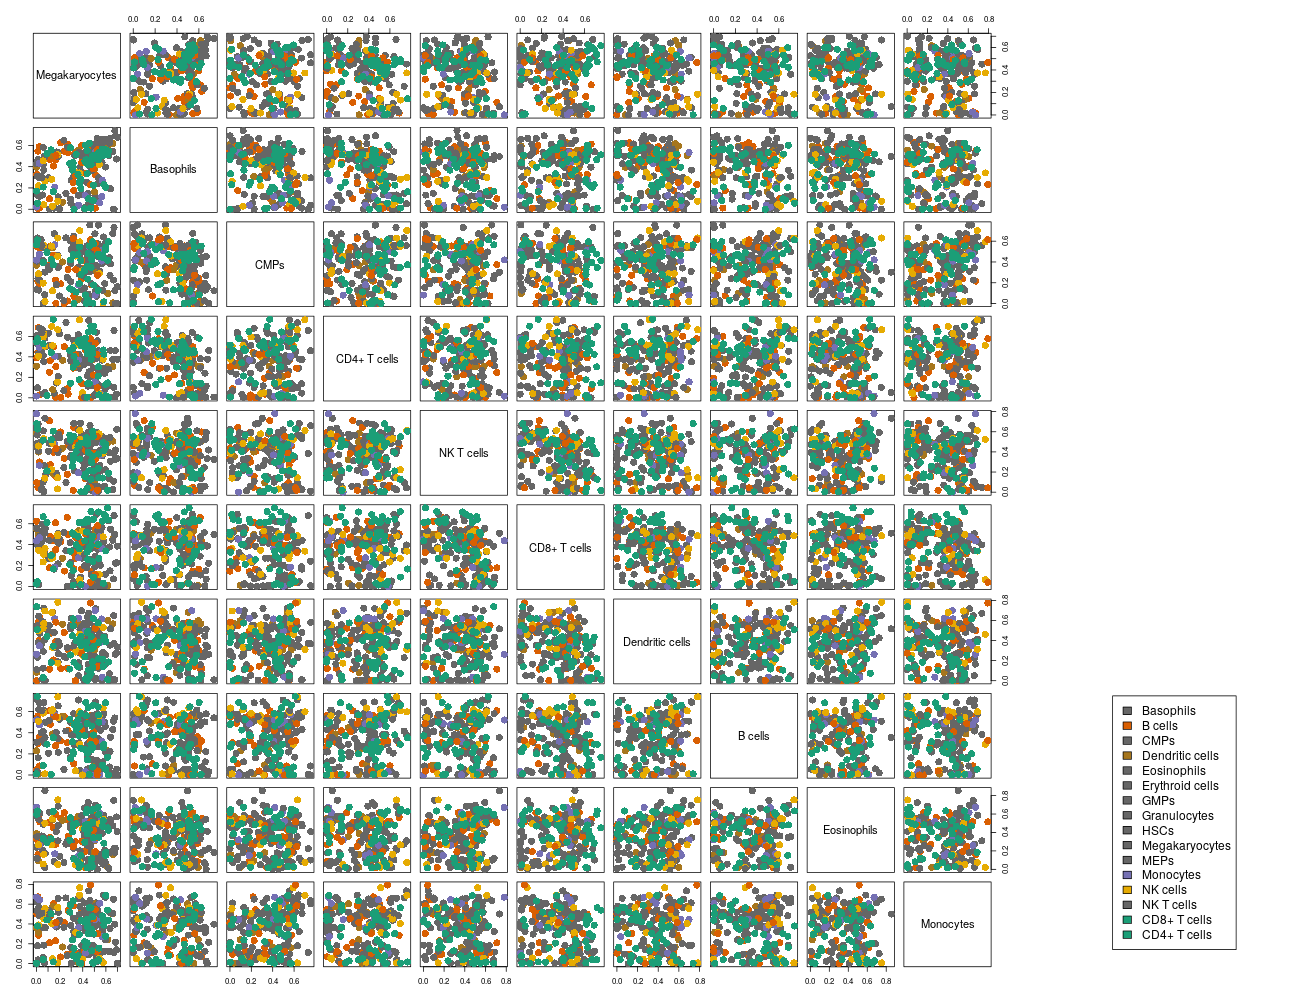 0.0 0.2 0.4 0.6 0.0 0.2 0.4 0.6 0.0 0.2 0.4 0.6 0.8 0.0 0.2 0.4 0.6 0.0 0.2 0.4 0.6 0.8
Megakaryocytes
0.0 0.2 0.4 0.6
Basophils
0.0 0.2 0.4 0.6
CMPs
0.0 0.2 0.4 0.6
CD4+ T cells
0.0 0.2 0.4 0.6
NK T cells
0.0 0.2 0.4 0.6 0.8
CD8+ T cells
0.0 0.2 0.4 0.6
Dendritic cells
0.0 0.2 0.4 0.6 0.8
B cells
0.0 0.2 0.4 0.6
Eosinophils
0.0 0.2 0.4 0.6 0.8
Monocytes
0.0 0.2 0.4 0.6 0.8
0.0 0.2 0.4 0.6 0.0 0.2 0.4 0.6 0.0 0.2 0.4 0.6 0.8 0.0 0.2 0.4 0.6 0.8 0.0 0.2 0.4 0.6 0.8
Basophils
B cells
CMPs
Dendritic cells
Eosinophils
Erythroid cells
GMPs
Granulocytes
HSCs
Megakaryocytes
MEPs
Monocytes
NK cells
NK T cells
CD8+ T cells
CD4+ T cells